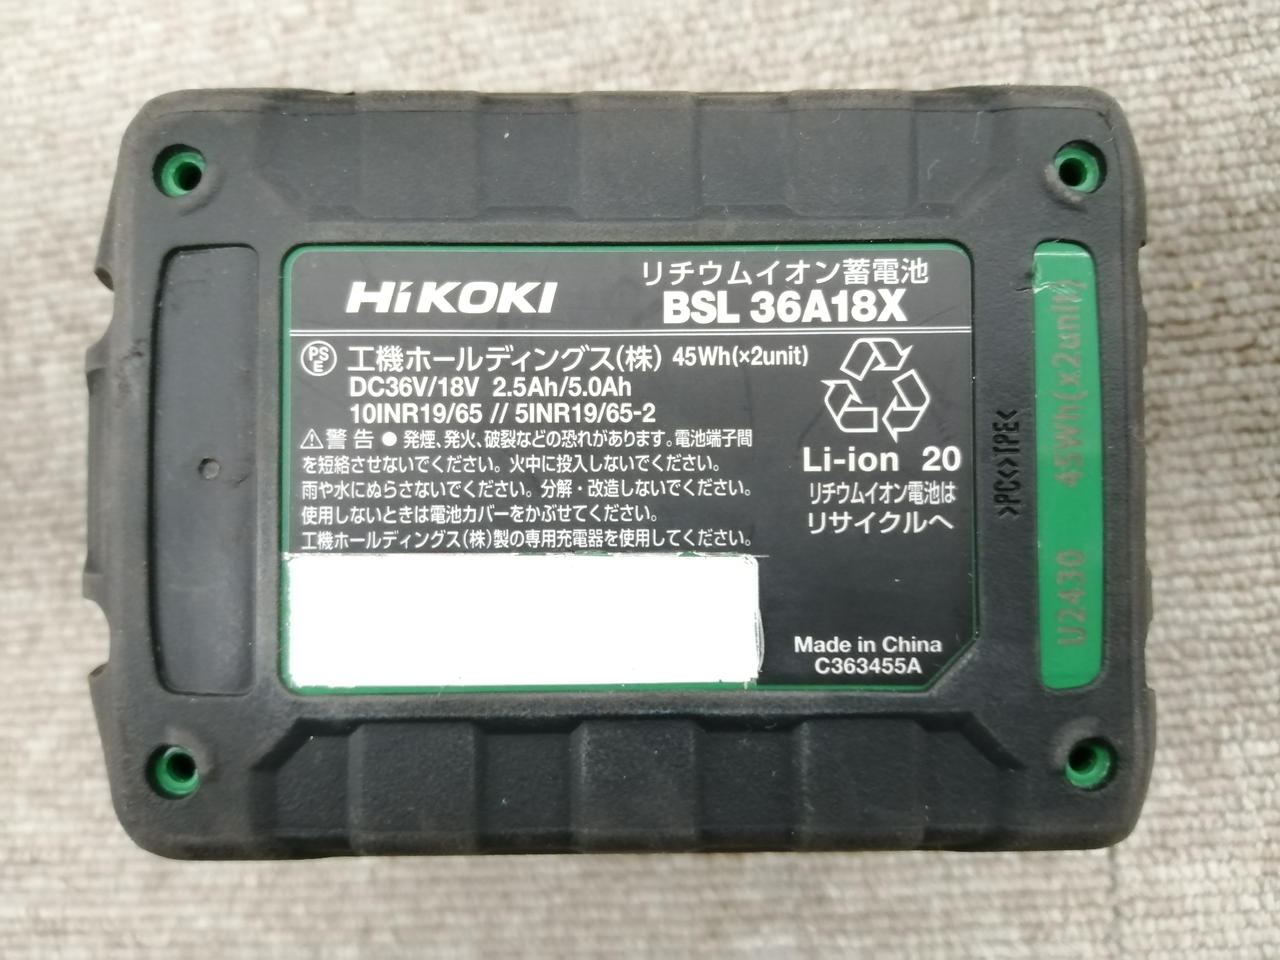 HiKOKI
リチウムイオン蓄電池
BSL 36A18X
PS E 工機ホールディングス(株) 45Wh(×2unit)
DC36V/18V 2.5Ah/5.0Ah
10INR19/65 // 5INR19/65-2
⚠警告 ● 発煙、発火、破裂などの恐れがあります。電池端子間
を短絡させないでください。火中に投入しないでください。
雨や水にぬらさないでください。分解・改造しないでください。
使用しないときは電池カバーをかぶせてください。
工機ホールディングス(株)製の専用充電器を使用してください。
Li-ion 20
リチウムイオン電池は
リサイクルへ
Made in China
C363455A
>PC<>TPE<
U2430 45Wh(x2unit)